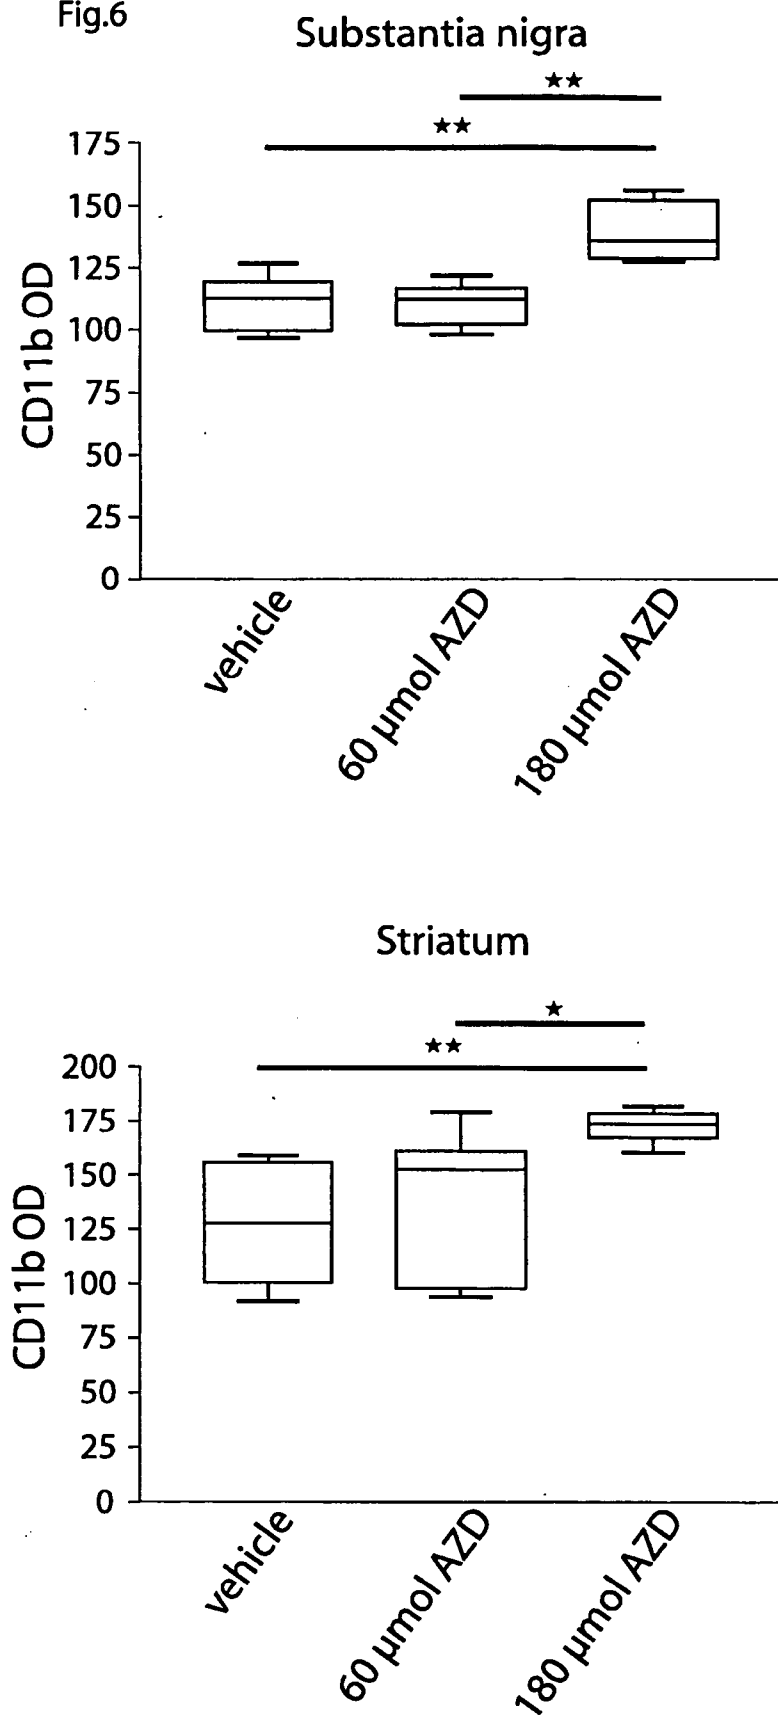 Fig.6
Substantia nigra
★★
★★
175
150
125
100
75
50
25
0
CD11b OD
vehicle
60 µmol AZD
180 µmol AZD
Striatum
★
★★
200
175
150
125
100
75
50
25
0
CD11b OD
vehicle
60 µmol AZD
180 µmol AZD